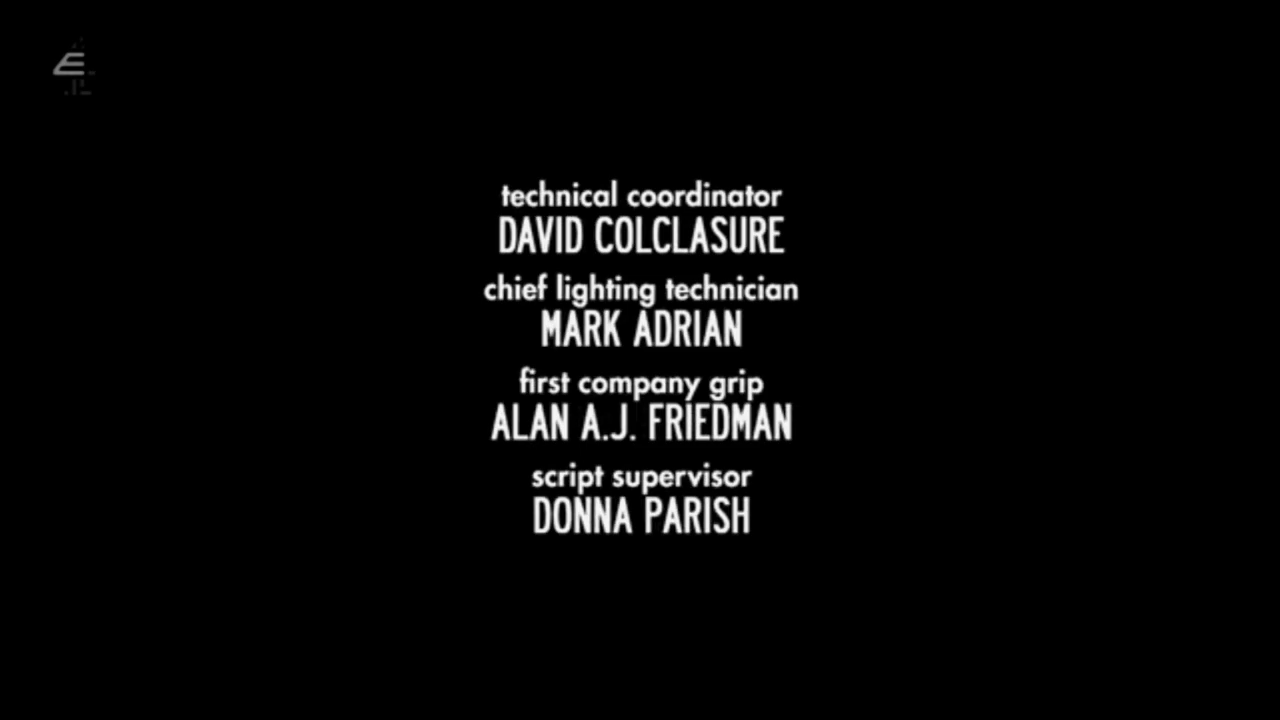 E
technical coordinator
DAVID COLCLASURE
chief lighting technician
MARK ADRIAN
first company grip
ALAN A.J. FRIEDMAN
script supervisor
DONNA PARISH